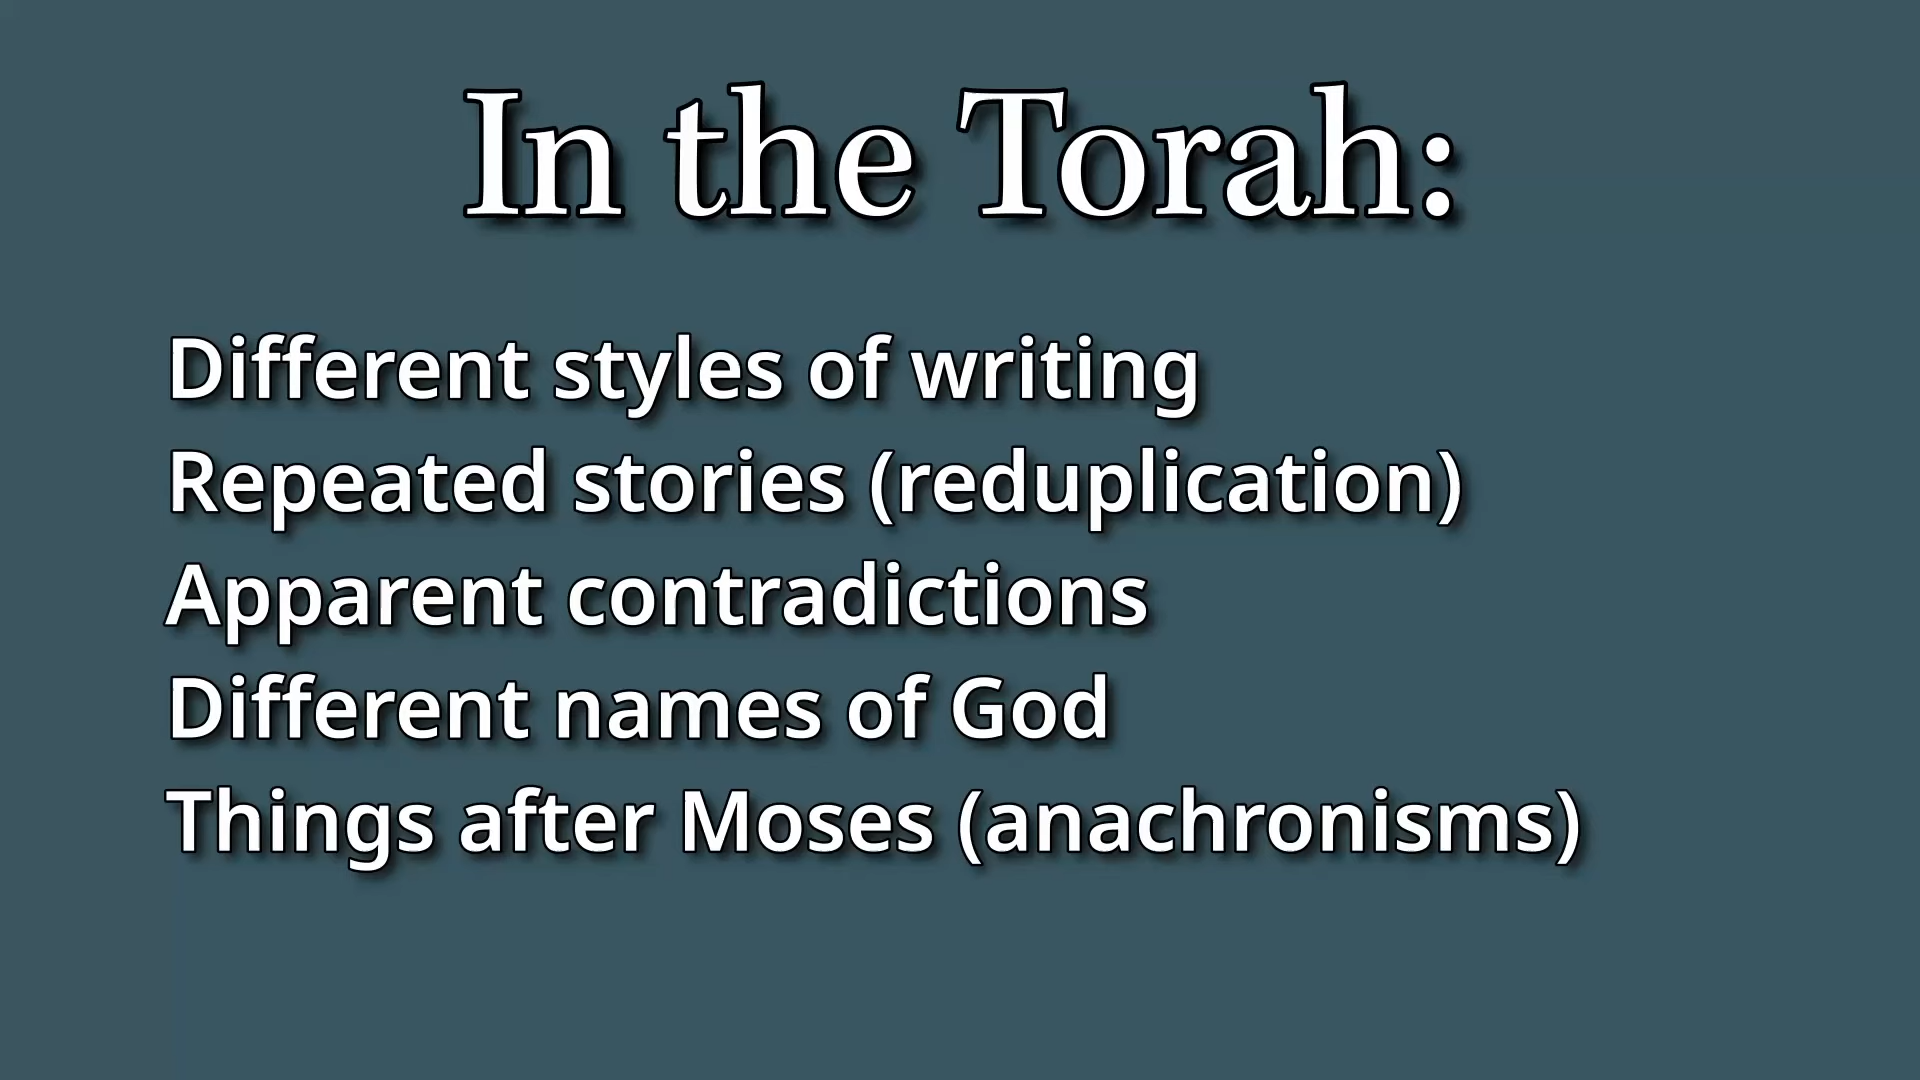 In the Torah:
Different styles of writing
Repeated stories (reduplication)
Apparent contradictions
Different names of God
Things after Moses (anachronisms)